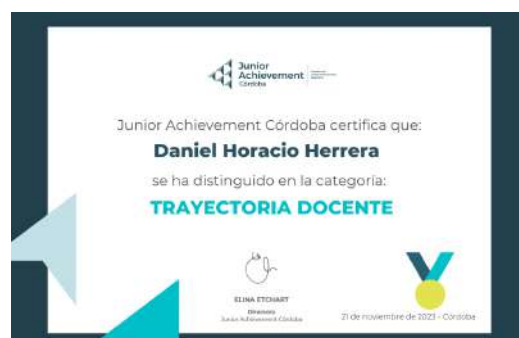 Junior
Achievement
Córdoba
Junior Achievement Córdoba certifica que:
Daniel Horacio Herrera
se ha distinguido en la categoría:
TRAYECTORIA DOCENTE
ELINA ETCHART
Directora
Junior Achievement Córdoba
21 de noviembre de 2023 - Córdoba